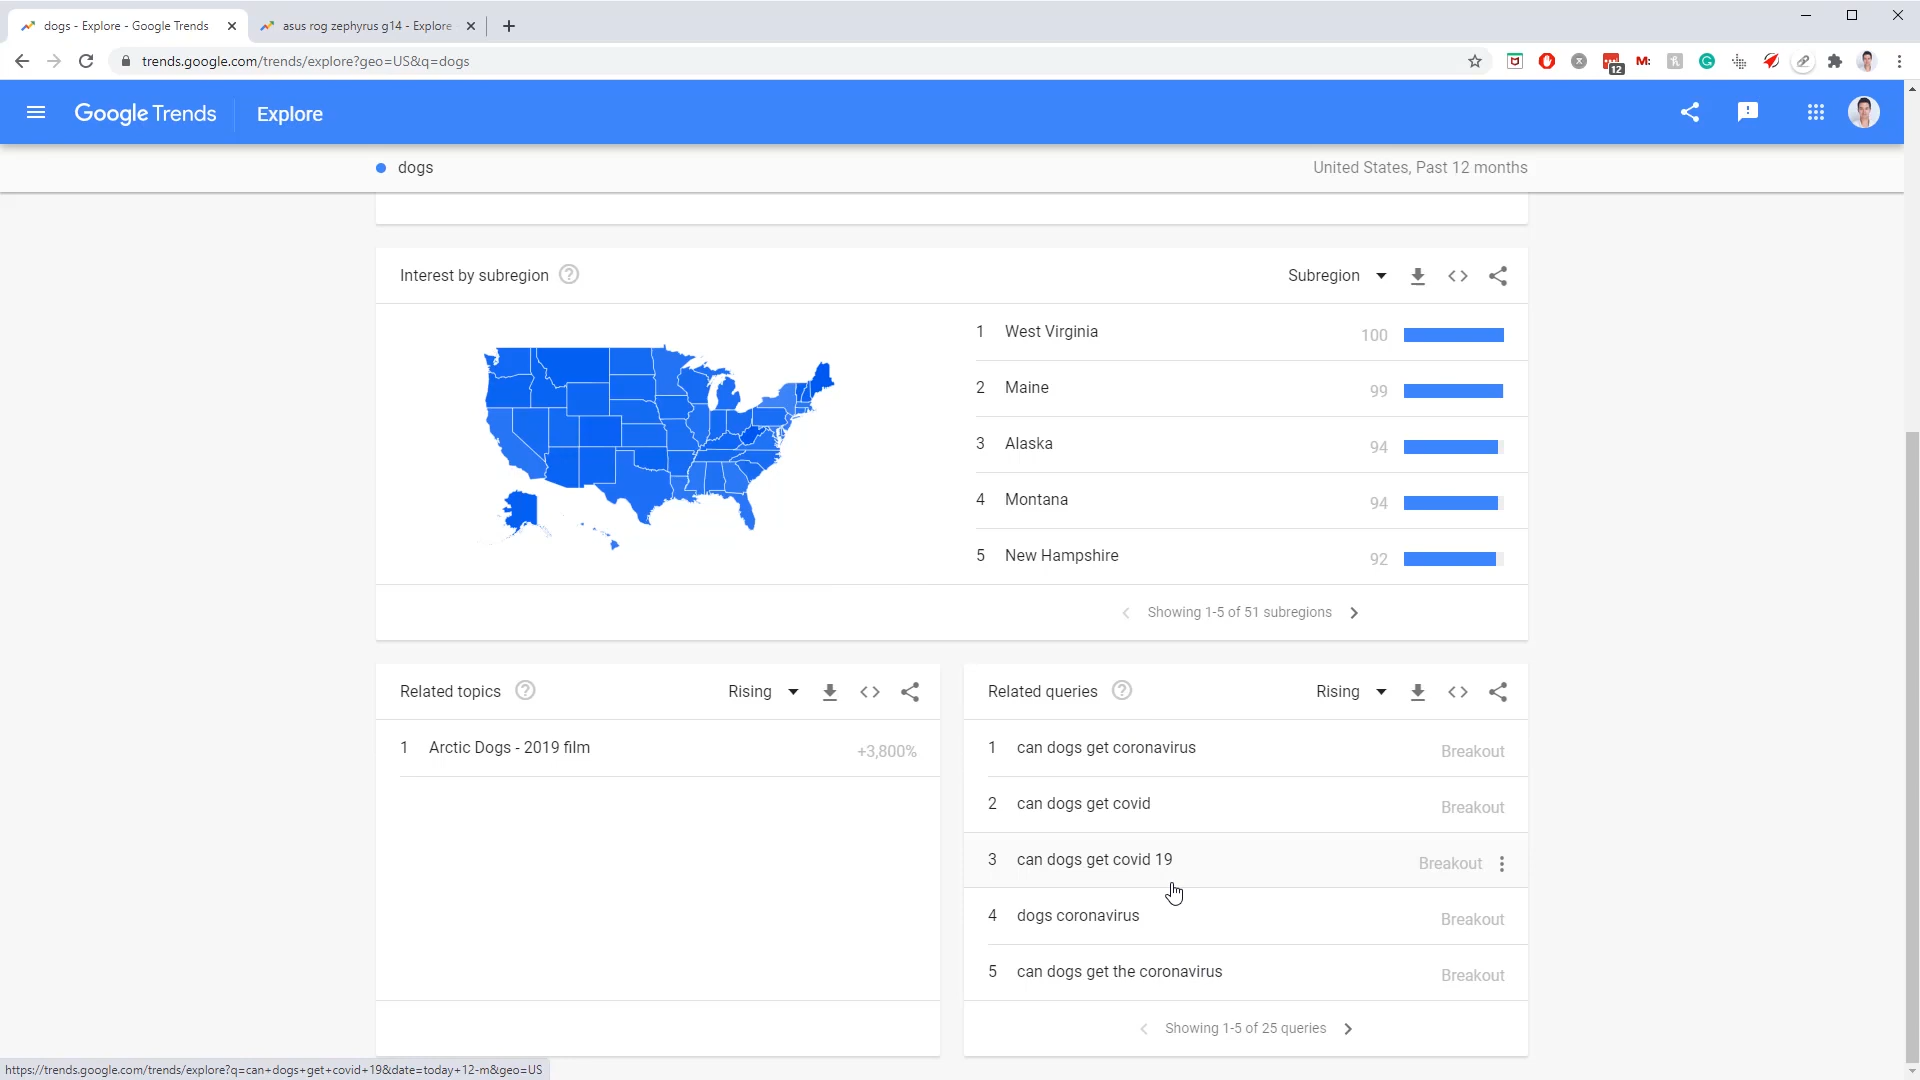 dogs - Explore - Google Trends
asus rog zephyrus g14 - Explore
trends.google.com/trends/explore?geo=US&q=dogs
12
M:
Google Trends
Explore
dogs
United States, Past 12 months
Interest by subregion
Subregion
1 West Virginia 100
2 Maine 99
3 Alaska 94
4 Montana 94
5 New Hampshire 92
Showing 1-5 of 51 subregions
Related topics
Rising
1 Arctic Dogs - 2019 film +3,800%
Related queries
Rising
1 can dogs get coronavirus Breakout
2 can dogs get covid Breakout
3 can dogs get covid 19 Breakout
4 dogs coronavirus Breakout
5 can dogs get the coronavirus Breakout
Showing 1-5 of 25 queries
https://trends.google.com/trends/explore?q=can+dogs+get+covid+19&date=today+12-m&geo=US